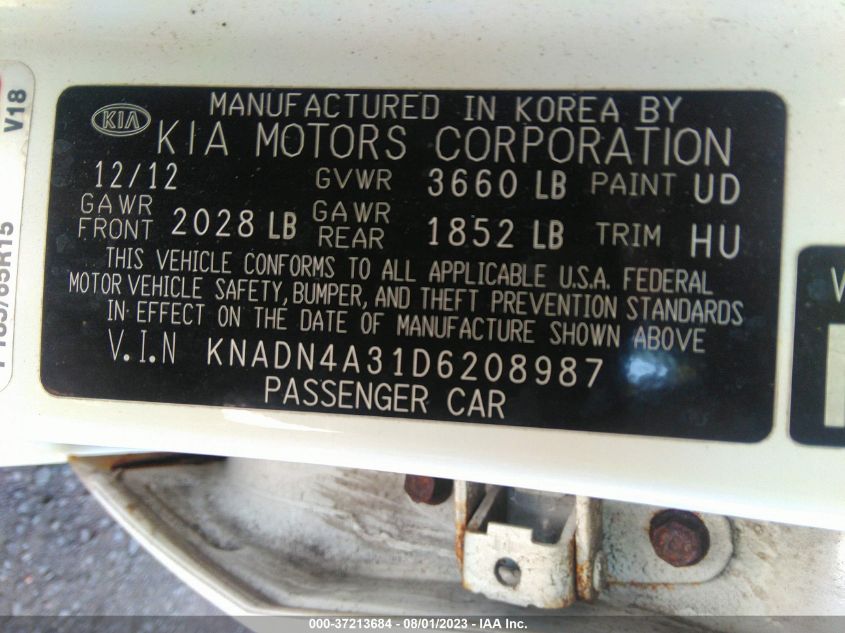 MANUFACTURED IN KOREA BY
KIA KIA MOTORS CORPORATION
12/12 GVWR 3660 LB PAINT UD
GAWR FRONT 2028 LB GAWR REAR 1852 LB TRIM HU
THIS VEHICLE CONFORMS TO ALL APPLICABLE U.S.A. FEDERAL
MOTOR VEHICLE SAFETY, BUMPER, AND THEFT PREVENTION STANDARDS
IN EFFECT ON THE DATE OF MANUFACTURE SHOWN ABOVE
V.I.N KNADN4A31D6208987
PASSENGER CAR
V18
000-37213684 - 08/01/2023 - IAA Inc.